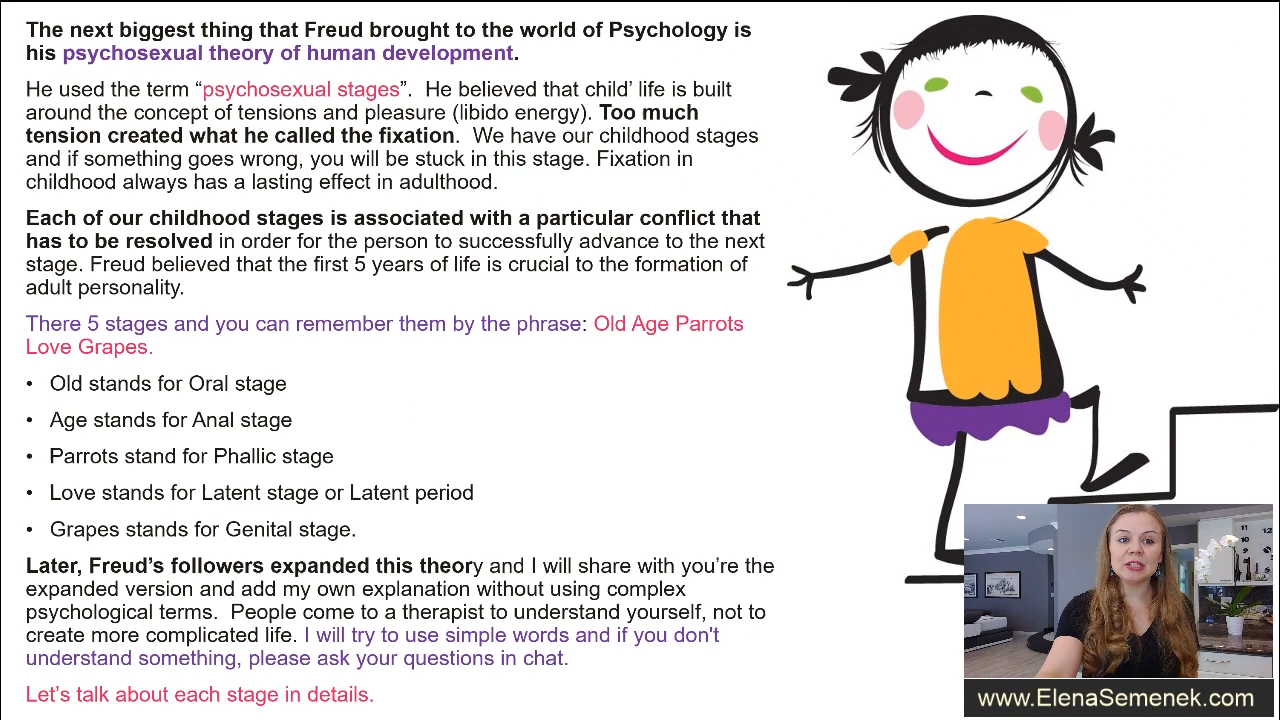 The next biggest thing that Freud brought to the world of Psychology is
his psychosexual theory of human development.
He used the term “psychosexual stages”.  He believed that child’ life is built
around the concept of tensions and pleasure (libido energy). Too much
tension created what he called the fixation.  We have our childhood stages
and if something goes wrong, you will be stuck in this stage. Fixation in
childhood always has a lasting effect in adulthood.
Each of our childhood stages is associated with a particular conflict that
has to be resolved in order for the person to successfully advance to the next
stage. Freud believed that the first 5 years of life is crucial to the formation of
adult personality.
There 5 stages and you can remember them by the phrase: Old Age Parrots
Love Grapes.
• Old stands for Oral stage
• Age stands for Anal stage
• Parrots stand for Phallic stage
• Love stands for Latent stage or Latent period
• Grapes stands for Genital stage.
Later, Freud’s followers expanded this theory and I will share with you’re the
expanded version and add my own explanation without using complex
psychological terms.  People come to a therapist to understand yourself, not to
create more complicated life. I will try to use simple words and if you don't
understand something, please ask your questions in chat.
Let’s talk about each stage in details.
11 12 1
www.ElenaSemenek.com